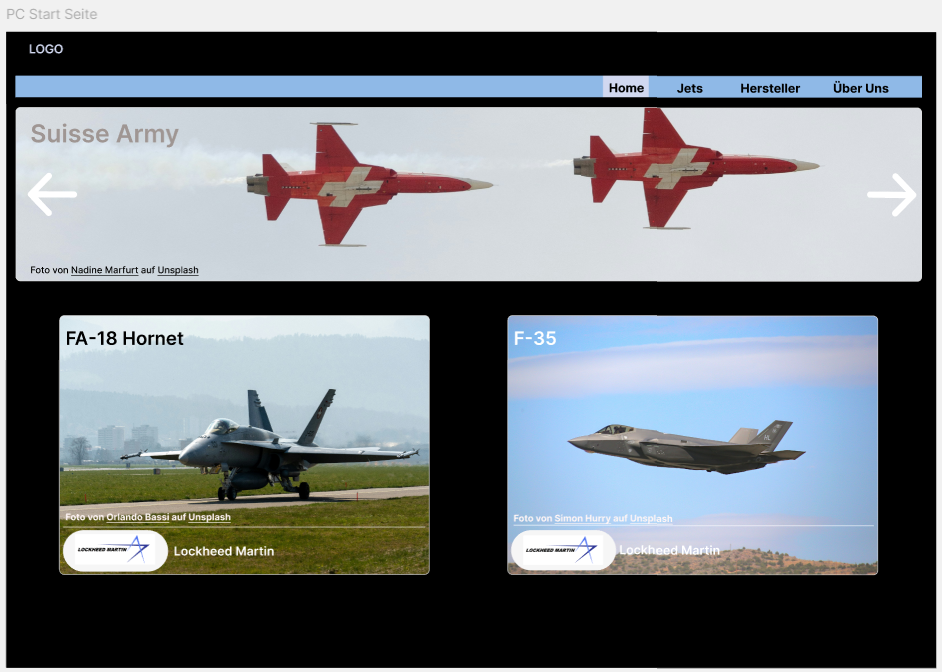 PC Start Seite
LOGO
Home Jets Hersteller Über Uns
Suisse Army
Foto von Nadine Marfurt auf Unsplash
FA-18 Hornet
F-35
Foto von Orlando Bassi auf Unsplash
Foto von Simon Hurry auf Unsplash
LOCKHEED MARTIN
Lockheed Martin
LOCKHEED MARTIN
Lockheed Martin